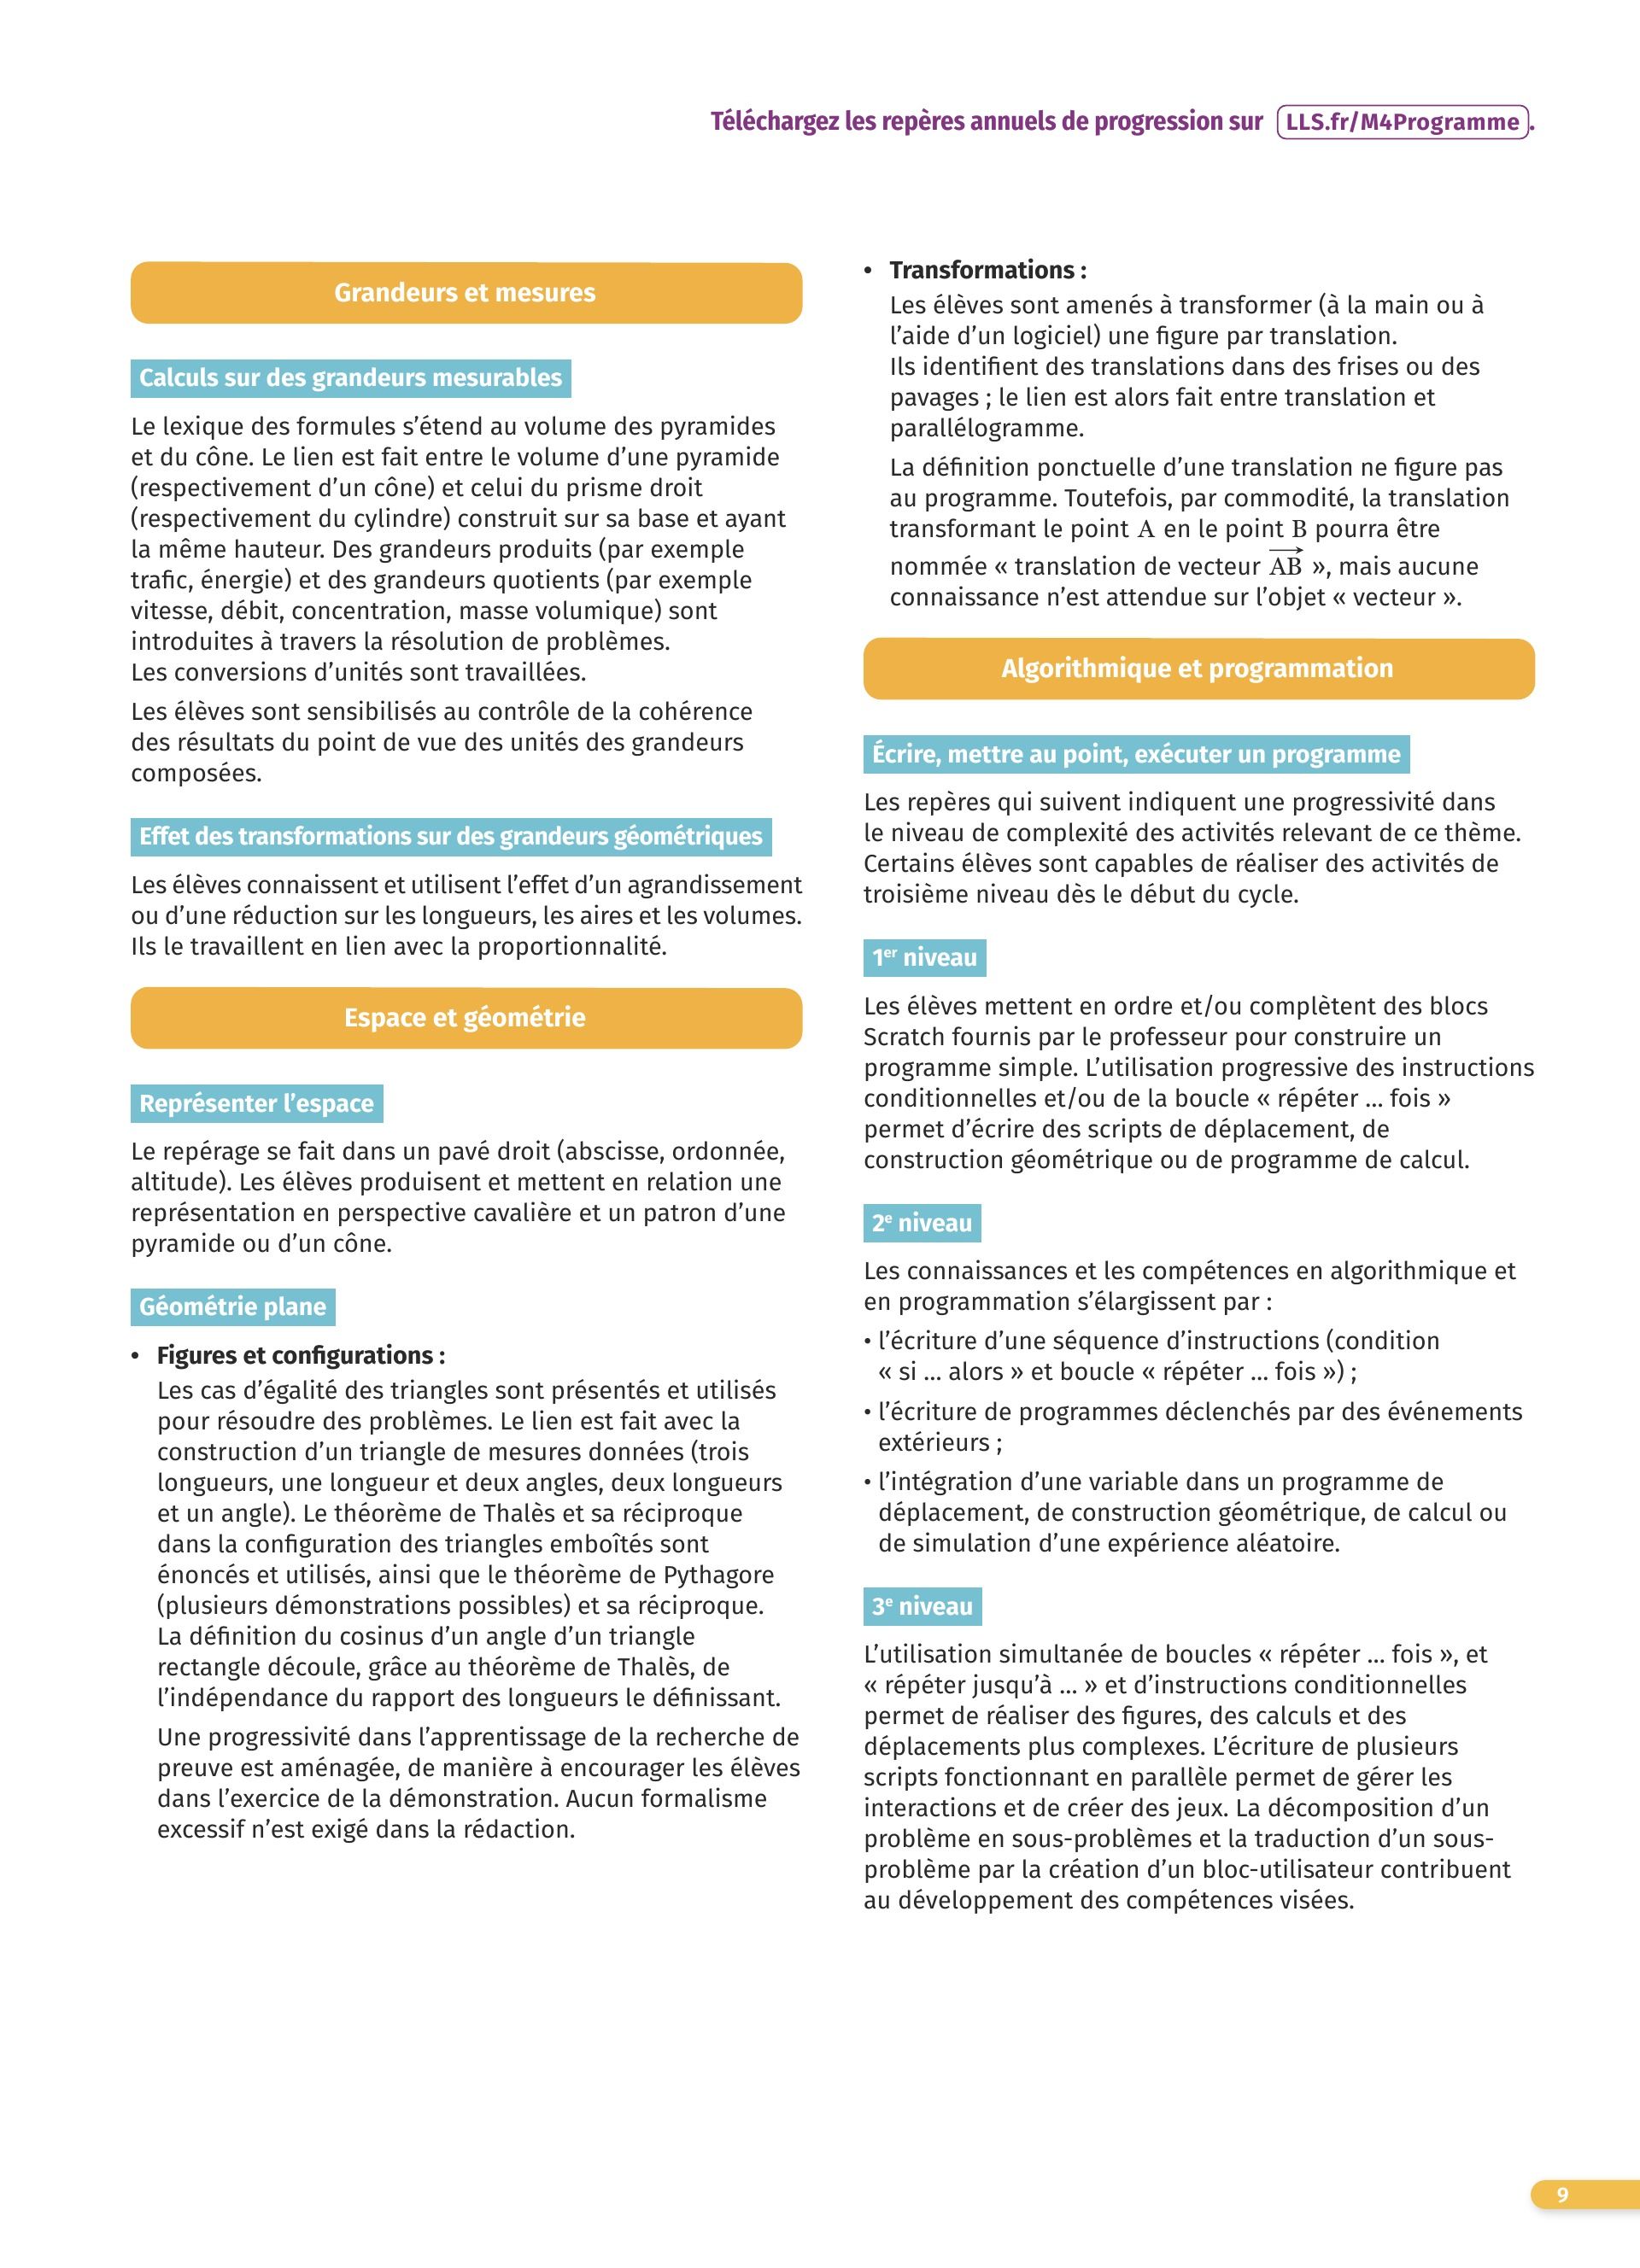 Téléchargez les repères annuels de progression sur LLS.fr/M4Programme.
Grandeurs et mesures
Calculs sur des grandeurs mesurables
Le lexique des formules s’étend au volume des pyramides
et du cône. Le lien est fait entre le volume d’une pyramide
(respectivement d’un cône) et celui du prisme droit
(respectivement du cylindre) construit sur sa base et ayant
la même hauteur. Des grandeurs produits (par exemple
trafic, énergie) et des grandeurs quotients (par exemple
vitesse, débit, concentration, masse volumique) sont
introduites à travers la résolution de problèmes.
Les conversions d’unités sont travaillées.
Les élèves sont sensibilisés au contrôle de la cohérence
des résultats du point de vue des unités des grandeurs
composées.
Effet des transformations sur des grandeurs géométriques
Les élèves connaissent et utilisent l’effet d’un agrandissement
ou d’une réduction sur les longueurs, les aires et les volumes.
Ils le travaillent en lien avec la proportionnalité.
Espace et géométrie
Représenter l’espace
Le repérage se fait dans un pavé droit (abscisse, ordonnée,
altitude). Les élèves produisent et mettent en relation une
représentation en perspective cavalière et un patron d’une
pyramide ou d’un cône.
Géométrie plane
• Figures et configurations :
Les cas d’égalité des triangles sont présentés et utilisés
pour résoudre des problèmes. Le lien est fait avec la
construction d’un triangle de mesures données (trois
longueurs, une longueur et deux angles, deux longueurs
et un angle). Le théorème de Thalès et sa réciproque
dans la configuration des triangles emboîtés sont
énoncés et utilisés, ainsi que le théorème de Pythagore
(plusieurs démonstrations possibles) et sa réciproque.
La définition du cosinus d’un angle d’un triangle
rectangle découle, grâce au théorème de Thalès, de
l’indépendance du rapport des longueurs le définissant.
Une progressivité dans l’apprentissage de la recherche de
preuve est aménagée, de manière à encourager les élèves
dans l’exercice de la démonstration. Aucun formalisme
excessif n’est exigé dans la rédaction.
• Transformations :
Les élèves sont amenés à transformer (à la main ou à
l’aide d’un logiciel) une figure par translation.
Ils identifient des translations dans des frises ou des
pavages ; le lien est alors fait entre translation et
parallélogramme.
La définition ponctuelle d’une translation ne figure pas
au programme. Toutefois, par commodité, la translation
transformant le point A en le point B pourra être
nommée « translation de vecteur AB⃗ », mais aucune
connaissance n’est attendue sur l’objet « vecteur ».
Algorithmique et programmation
Écrire, mettre au point, exécuter un programme
Les repères qui suivent indiquent une progressivité dans
le niveau de complexité des activités relevant de ce thème.
Certains élèves sont capables de réaliser des activités de
troisième niveau dès le début du cycle.
1er niveau
Les élèves mettent en ordre et/ou complètent des blocs
Scratch fournis par le professeur pour construire un
programme simple. L’utilisation progressive des instructions
conditionnelles et/ou de la boucle « répéter ... fois »
permet d’écrire des scripts de déplacement, de
construction géométrique ou de programme de calcul.
2e niveau
Les connaissances et les compétences en algorithmique et
en programmation s’élargissent par :
• l’écriture d’une séquence d’instructions (condition
« si ... alors » et boucle « répéter ... fois ») ;
• l’écriture de programmes déclenchés par des événements
extérieurs ;
• l’intégration d’une variable dans un programme de
déplacement, de construction géométrique, de calcul ou
de simulation d’une expérience aléatoire.
3e niveau
L’utilisation simultanée de boucles « répéter ... fois », et
« répéter jusqu’à ... » et d’instructions conditionnelles
permet de réaliser des figures, des calculs et des
déplacements plus complexes. L’écriture de plusieurs
scripts fonctionnant en parallèle permet de gérer les
interactions et de créer des jeux. La décomposition d’un
problème en sous-problèmes et la traduction d’un sous-
problème par la création d’un bloc-utilisateur contribuent
au développement des compétences visées.
9